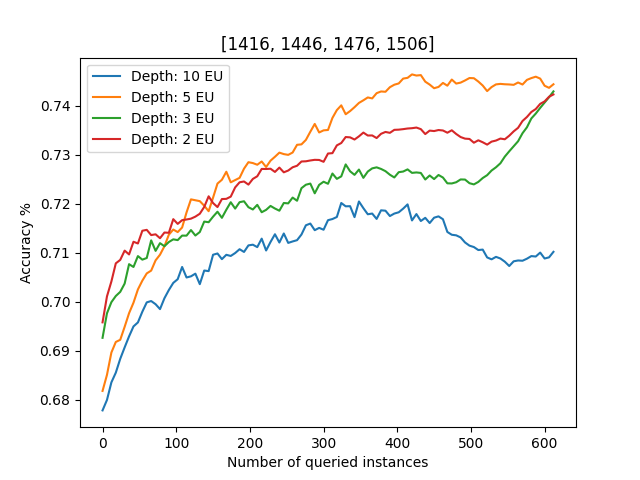 [1416, 1446, 1476, 1506]
Depth: 10 EU
Depth: 5 EU
Depth: 3 EU
Depth: 2 EU
Accuracy %
0.74
0.73
0.72
0.71
0.70
0.69
0.68
0 100 200 300 400 500 600
Number of queried instances